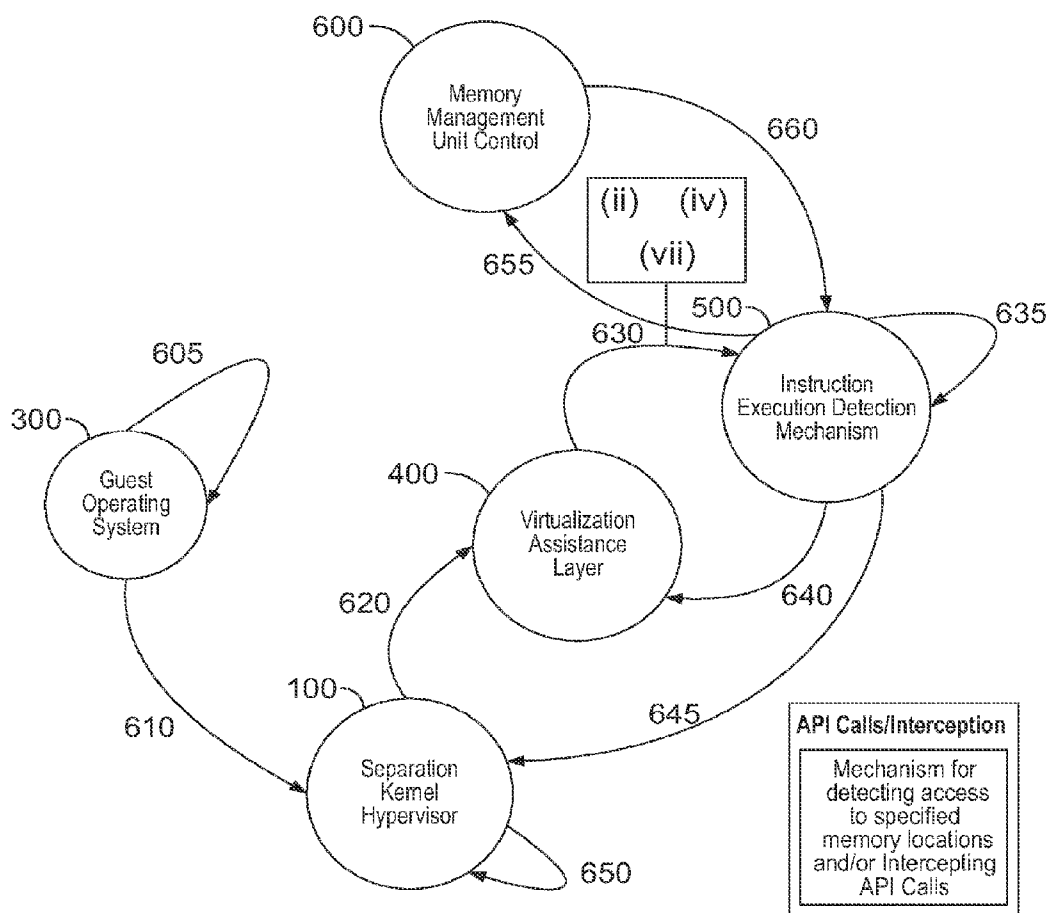 600
Memory
Management
Unit Control
660
(ii) (iv)
(vii)
655
500
635
630
Instruction
Execution Detection
Mechanism
605
300
Guest
Operating
System
400
Virtualization
Assistance
Layer
640
620
610
100
645
Separation
Kernel
Hypervisor
650
API Calls/Interception
Mechanism for
detecting access
to specified
memory locations
and/or Intercepting
API Calls